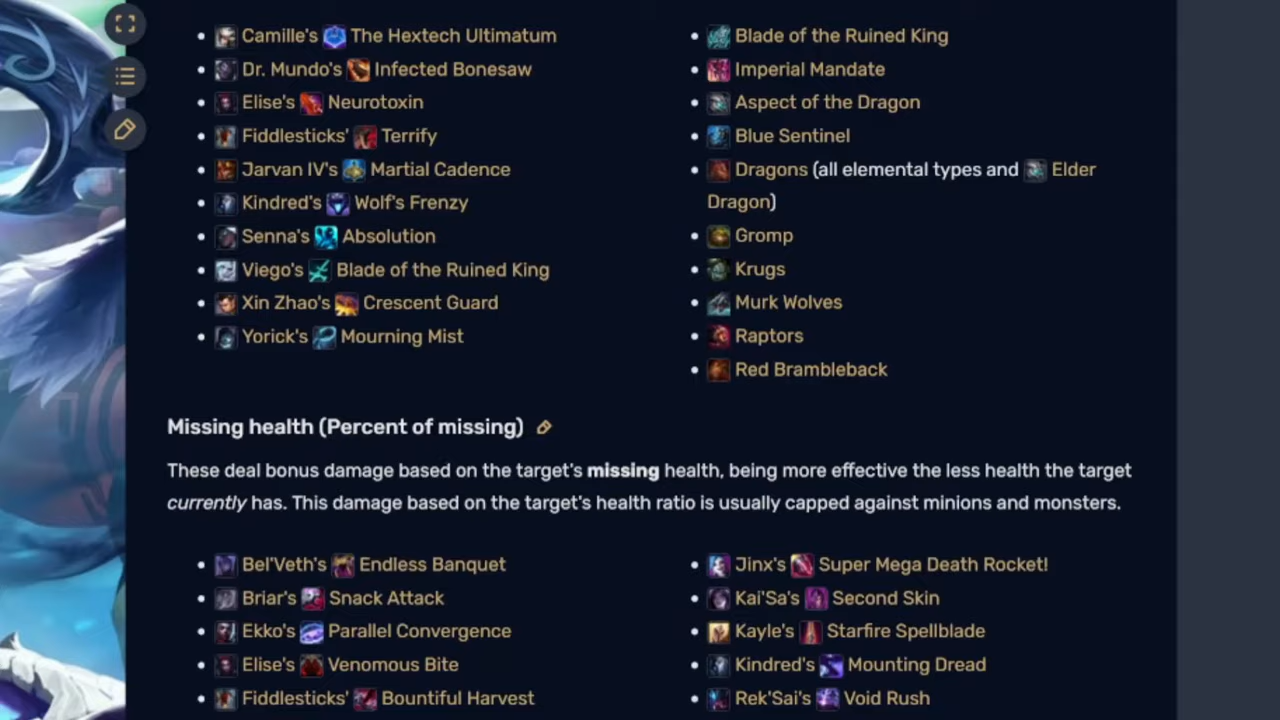 Camille's The Hextech Ultimatum
Dr. Mundo's Infected Bonesaw
Elise's Neurotoxin
Fiddlesticks' Terrify
Jarvan IV's Martial Cadence
Kindred's Wolf's Frenzy
Senna's Absolution
Viego's Blade of the Ruined King
Xin Zhao's Crescent Guard
Yorick's Mourning Mist
Blade of the Ruined King
Imperial Mandate
Aspect of the Dragon
Blue Sentinel
Dragons (all elemental types and Elder
Dragon)
Gromp
Krugs
Murk Wolves
Raptors
Red Brambleback
Missing health (Percent of missing)
These deal bonus damage based on the target's missing health, being more effective the less health the target
currently has. This damage based on the target's health ratio is usually capped against minions and monsters.
Bel'Veth's Endless Banquet
Briar's Snack Attack
Ekko's Parallel Convergence
Elise's Venomous Bite
Fiddlesticks' Bountiful Harvest
Jinx's Super Mega Death Rocket!
Kai'Sa's Second Skin
Kayle's Starfire Spellblade
Kindred's Mounting Dread
Rek'Sai's Void Rush